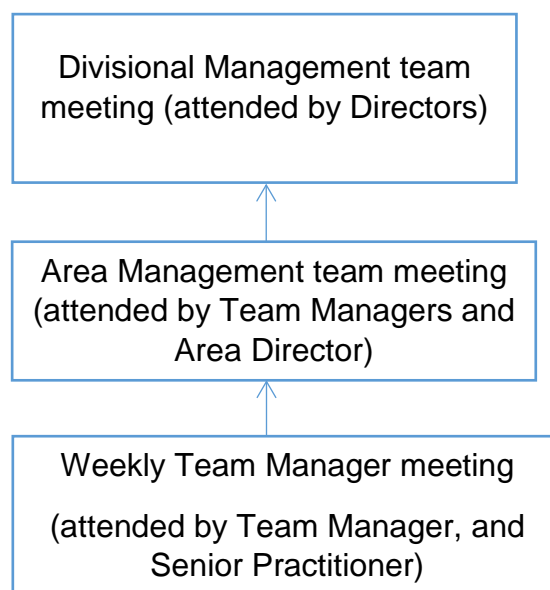 Divisional Management team
meeting (attended by Directors)
Area Management team meeting
(attended by Team Managers and
Area Director)
Weekly Team Manager meeting
(attended by Team Manager, and
Senior Practitioner)